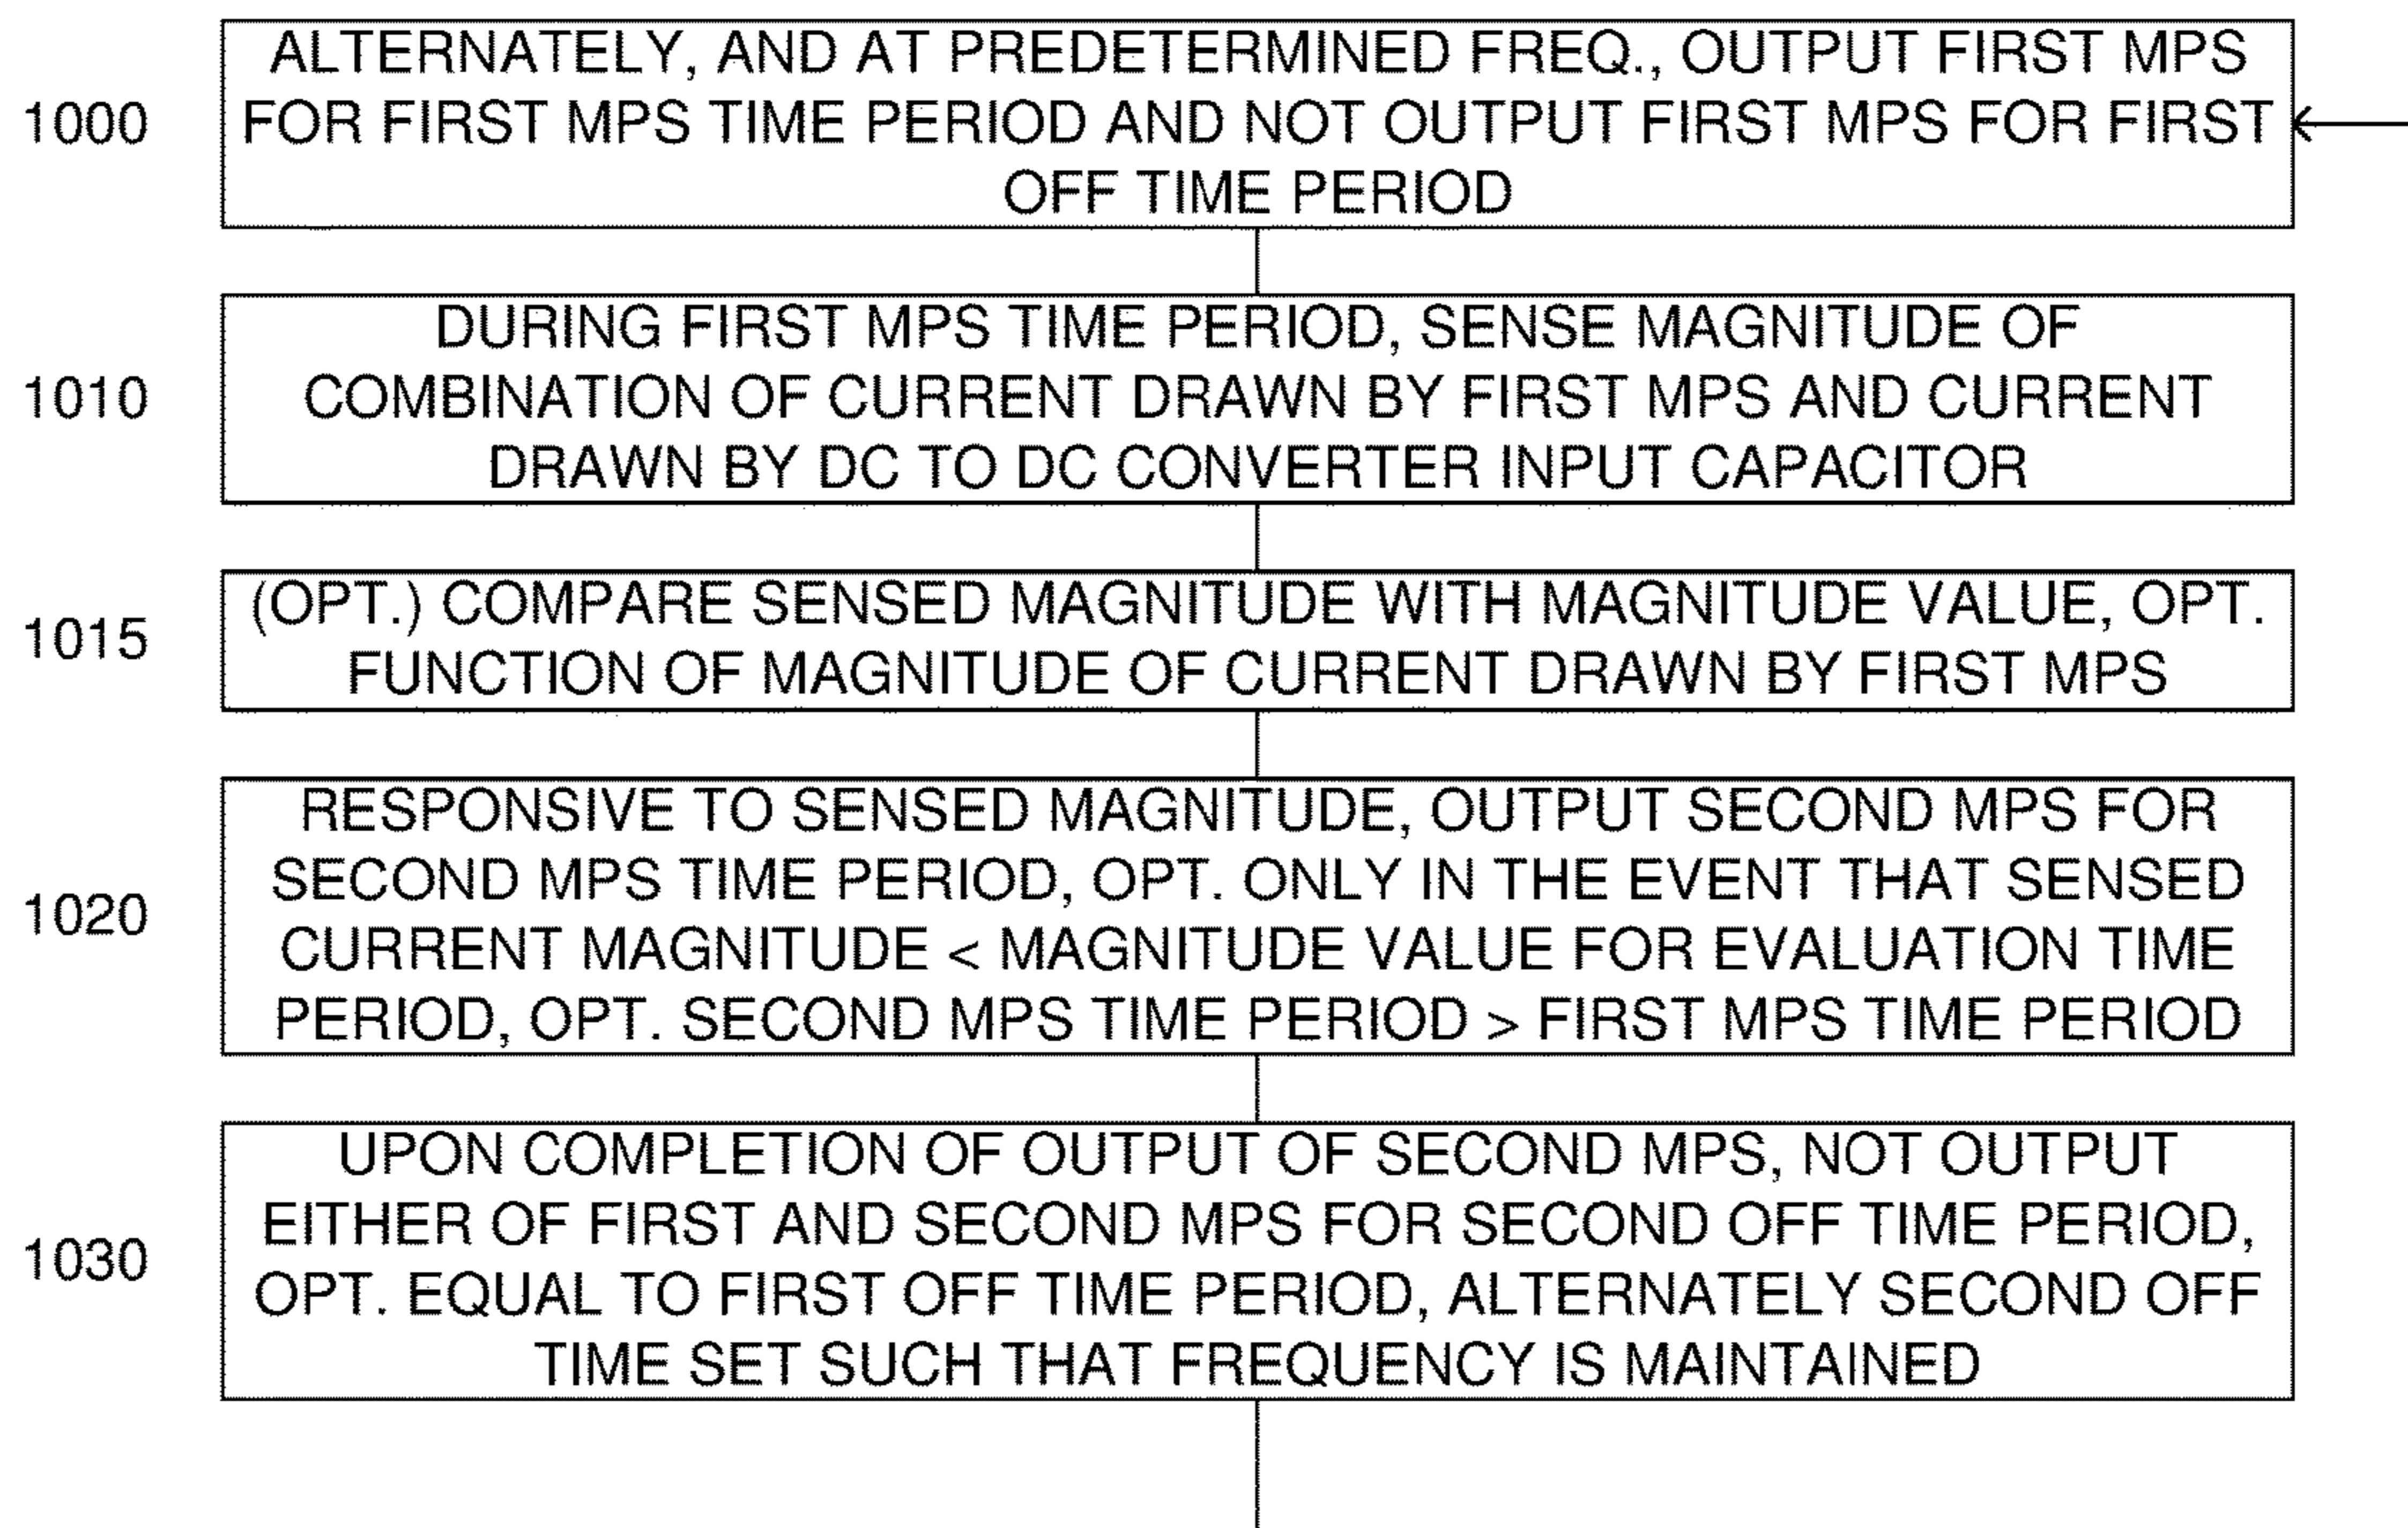 ALTERNATELY, AND AT PREDETERMINED FREQ., OUTPUT FIRST MPS
1000
FOR FIRST MPS TIME PERIOD AND NOT OUTPUT FIRST MPS FOR FIRST
OFF TIME PERIOD
DURING FIRST MPS TIME PERIOD, SENSE MAGNITUDE OF
1010
COMBINATION OF CURRENT DRAWN BY FIRST MPS AND CURRENT
DRAWN BY DC TO DC CONVERTER INPUT CAPACITOR
1015
(OPT.) COMPARE SENSED MAGNITUDE WITH MAGNITUDE VALUE, OPT.
FUNCTION OF MAGNITUDE OF CURRENT DRAWN BY FIRST MPS
RESPONSIVE TO SENSED MAGNITUDE, OUTPUT SECOND MPS FOR
SECOND MPS TIME PERIOD, OPT. ONLY IN THE EVENT THAT SENSED
1020
CURRENT MAGNITUDE < MAGNITUDE VALUE FOR EVALUATION TIME
PERIOD, OPT. SECOND MPS TIME PERIOD > FIRST MPS TIME PERIOD
UPON COMPLETION OF OUTPUT OF SECOND MPS, NOT OUTPUT
EITHER OF FIRST AND SECOND MPS FOR SECOND OFF TIME PERIOD,
1030
OPT. EQUAL TO FIRST OFF TIME PERIOD, ALTERNATELY SECOND OFF
TIME SET SUCH THAT FREQUENCY IS MAINTAINED